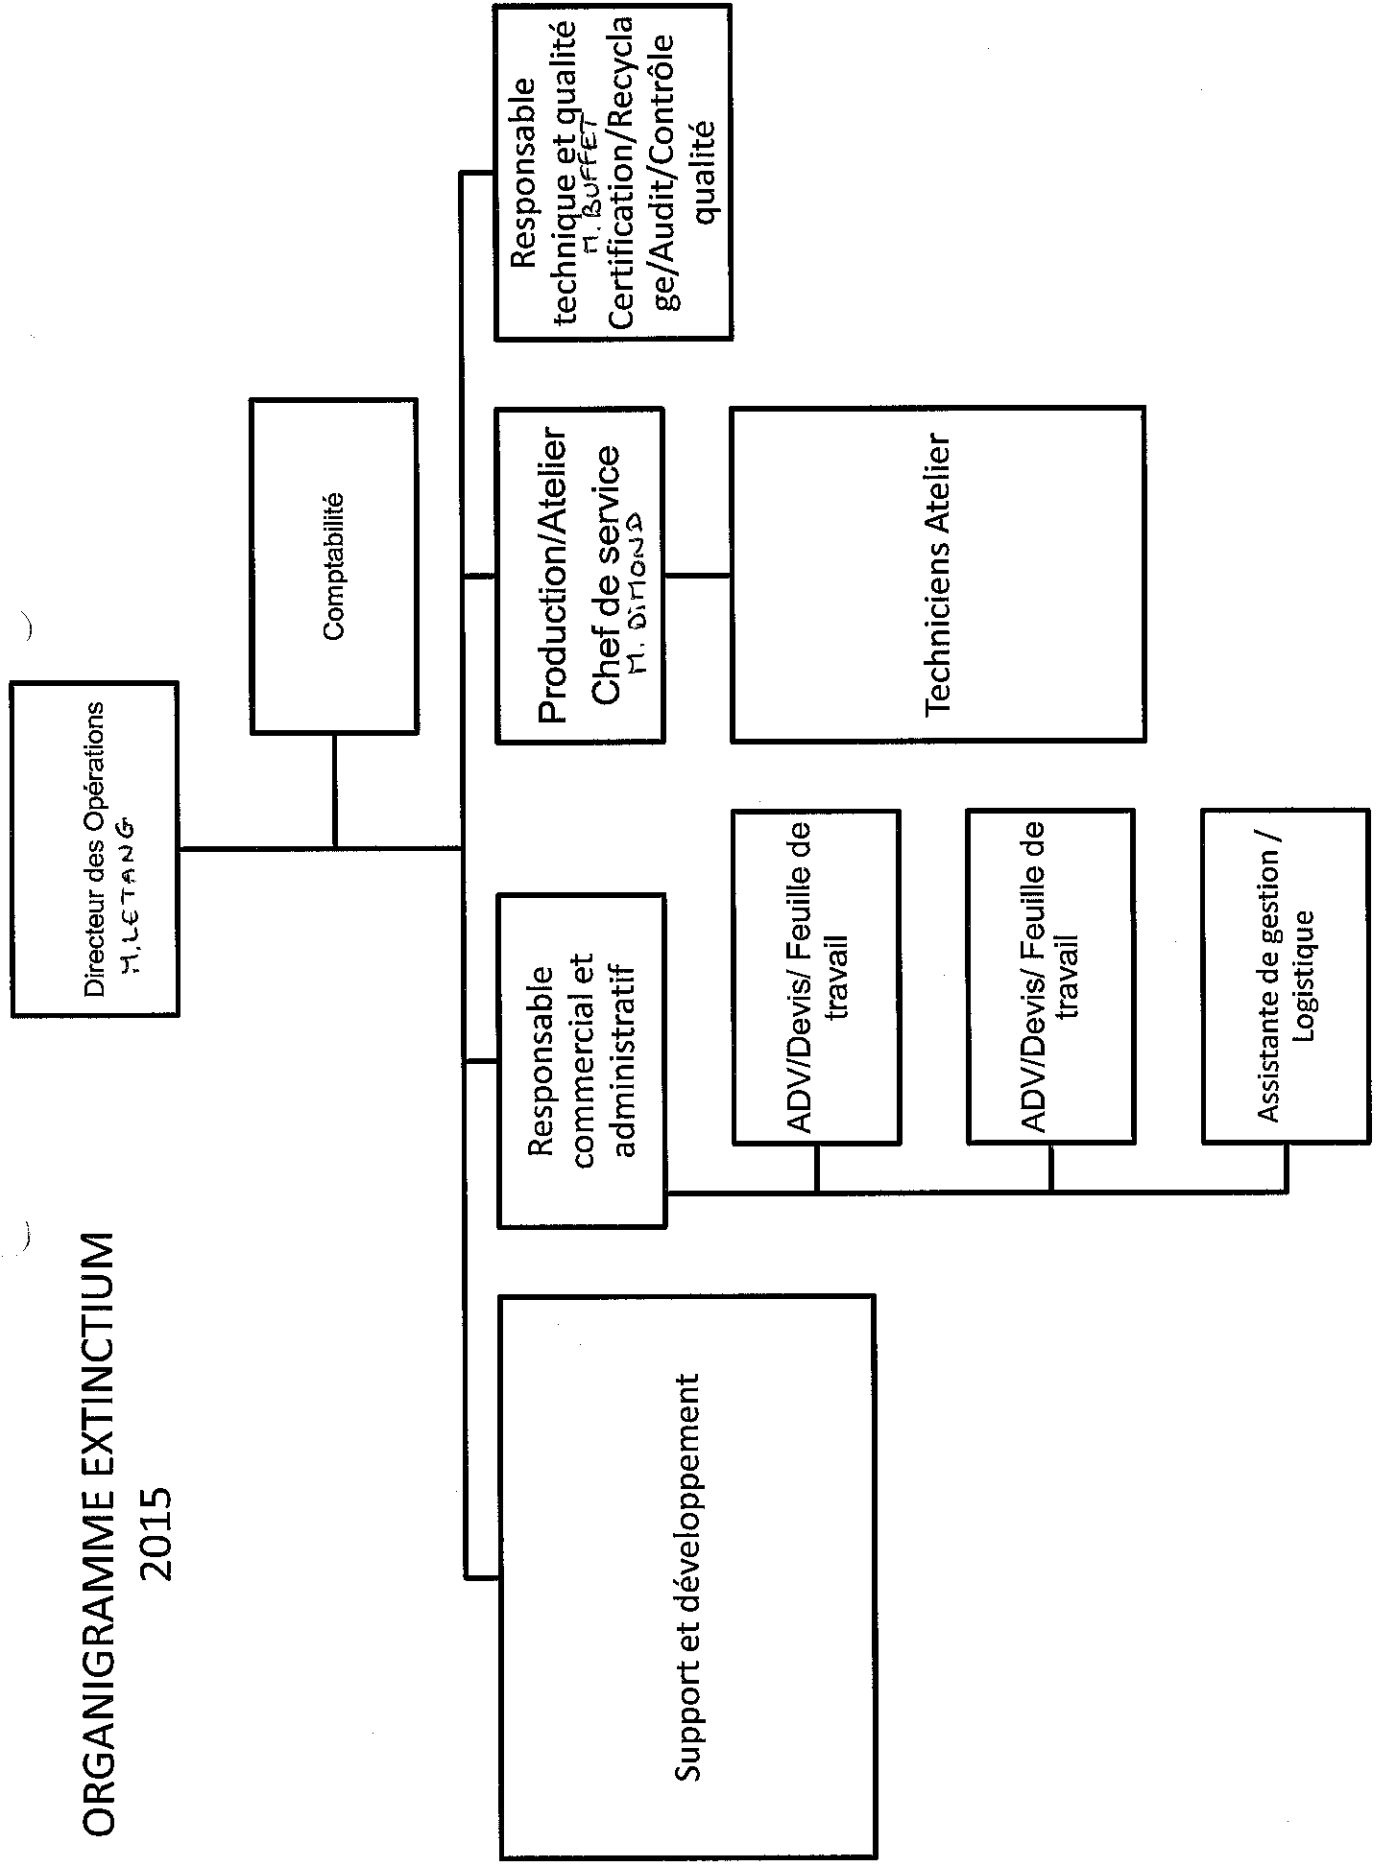 ORGANIGRAMME EXTINCTIUM
2015
Directeur des Opérations
M. LETANG
Comptabilité
Support et développement
Responsable
commercial et
administratif
ADV/Devis/ Feuille de
travail
ADV/Devis/ Feuille de
travail
Assistante de gestion /
Logistique
Production/Atelier
Chef de service
M. DIMOND
Techniciens Atelier
Responsable
technique et qualité
M. BUFFET
Certification/Recycla
ge/Audit/Contrôle
qualité